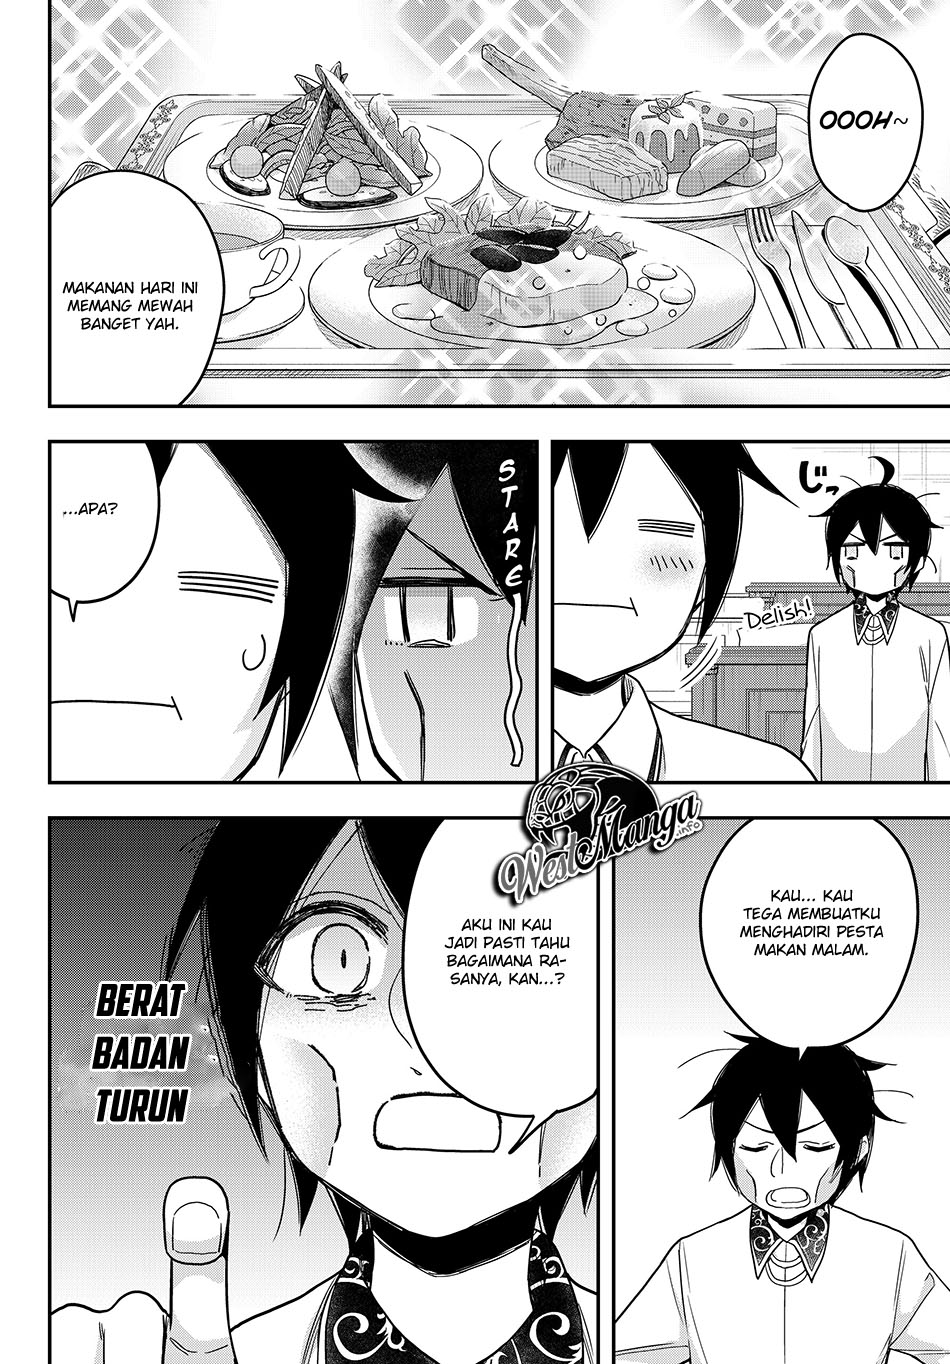 OOOH~
MAKANAN HARI INI
MEMANG MEWAH
BANGET YAH.
じっ
Delish!
STARE
...APA?
KAU... KAU
TEGA MEMBUATKU
MENGHADIRI PESTA
MAKAN MALAM.
AKU INI KAU
JADI PASTI TAHU
BAGAIMANA RA-
SANYA, KAN...?
BERAT
BADAN
TURUN
WestManga
.info